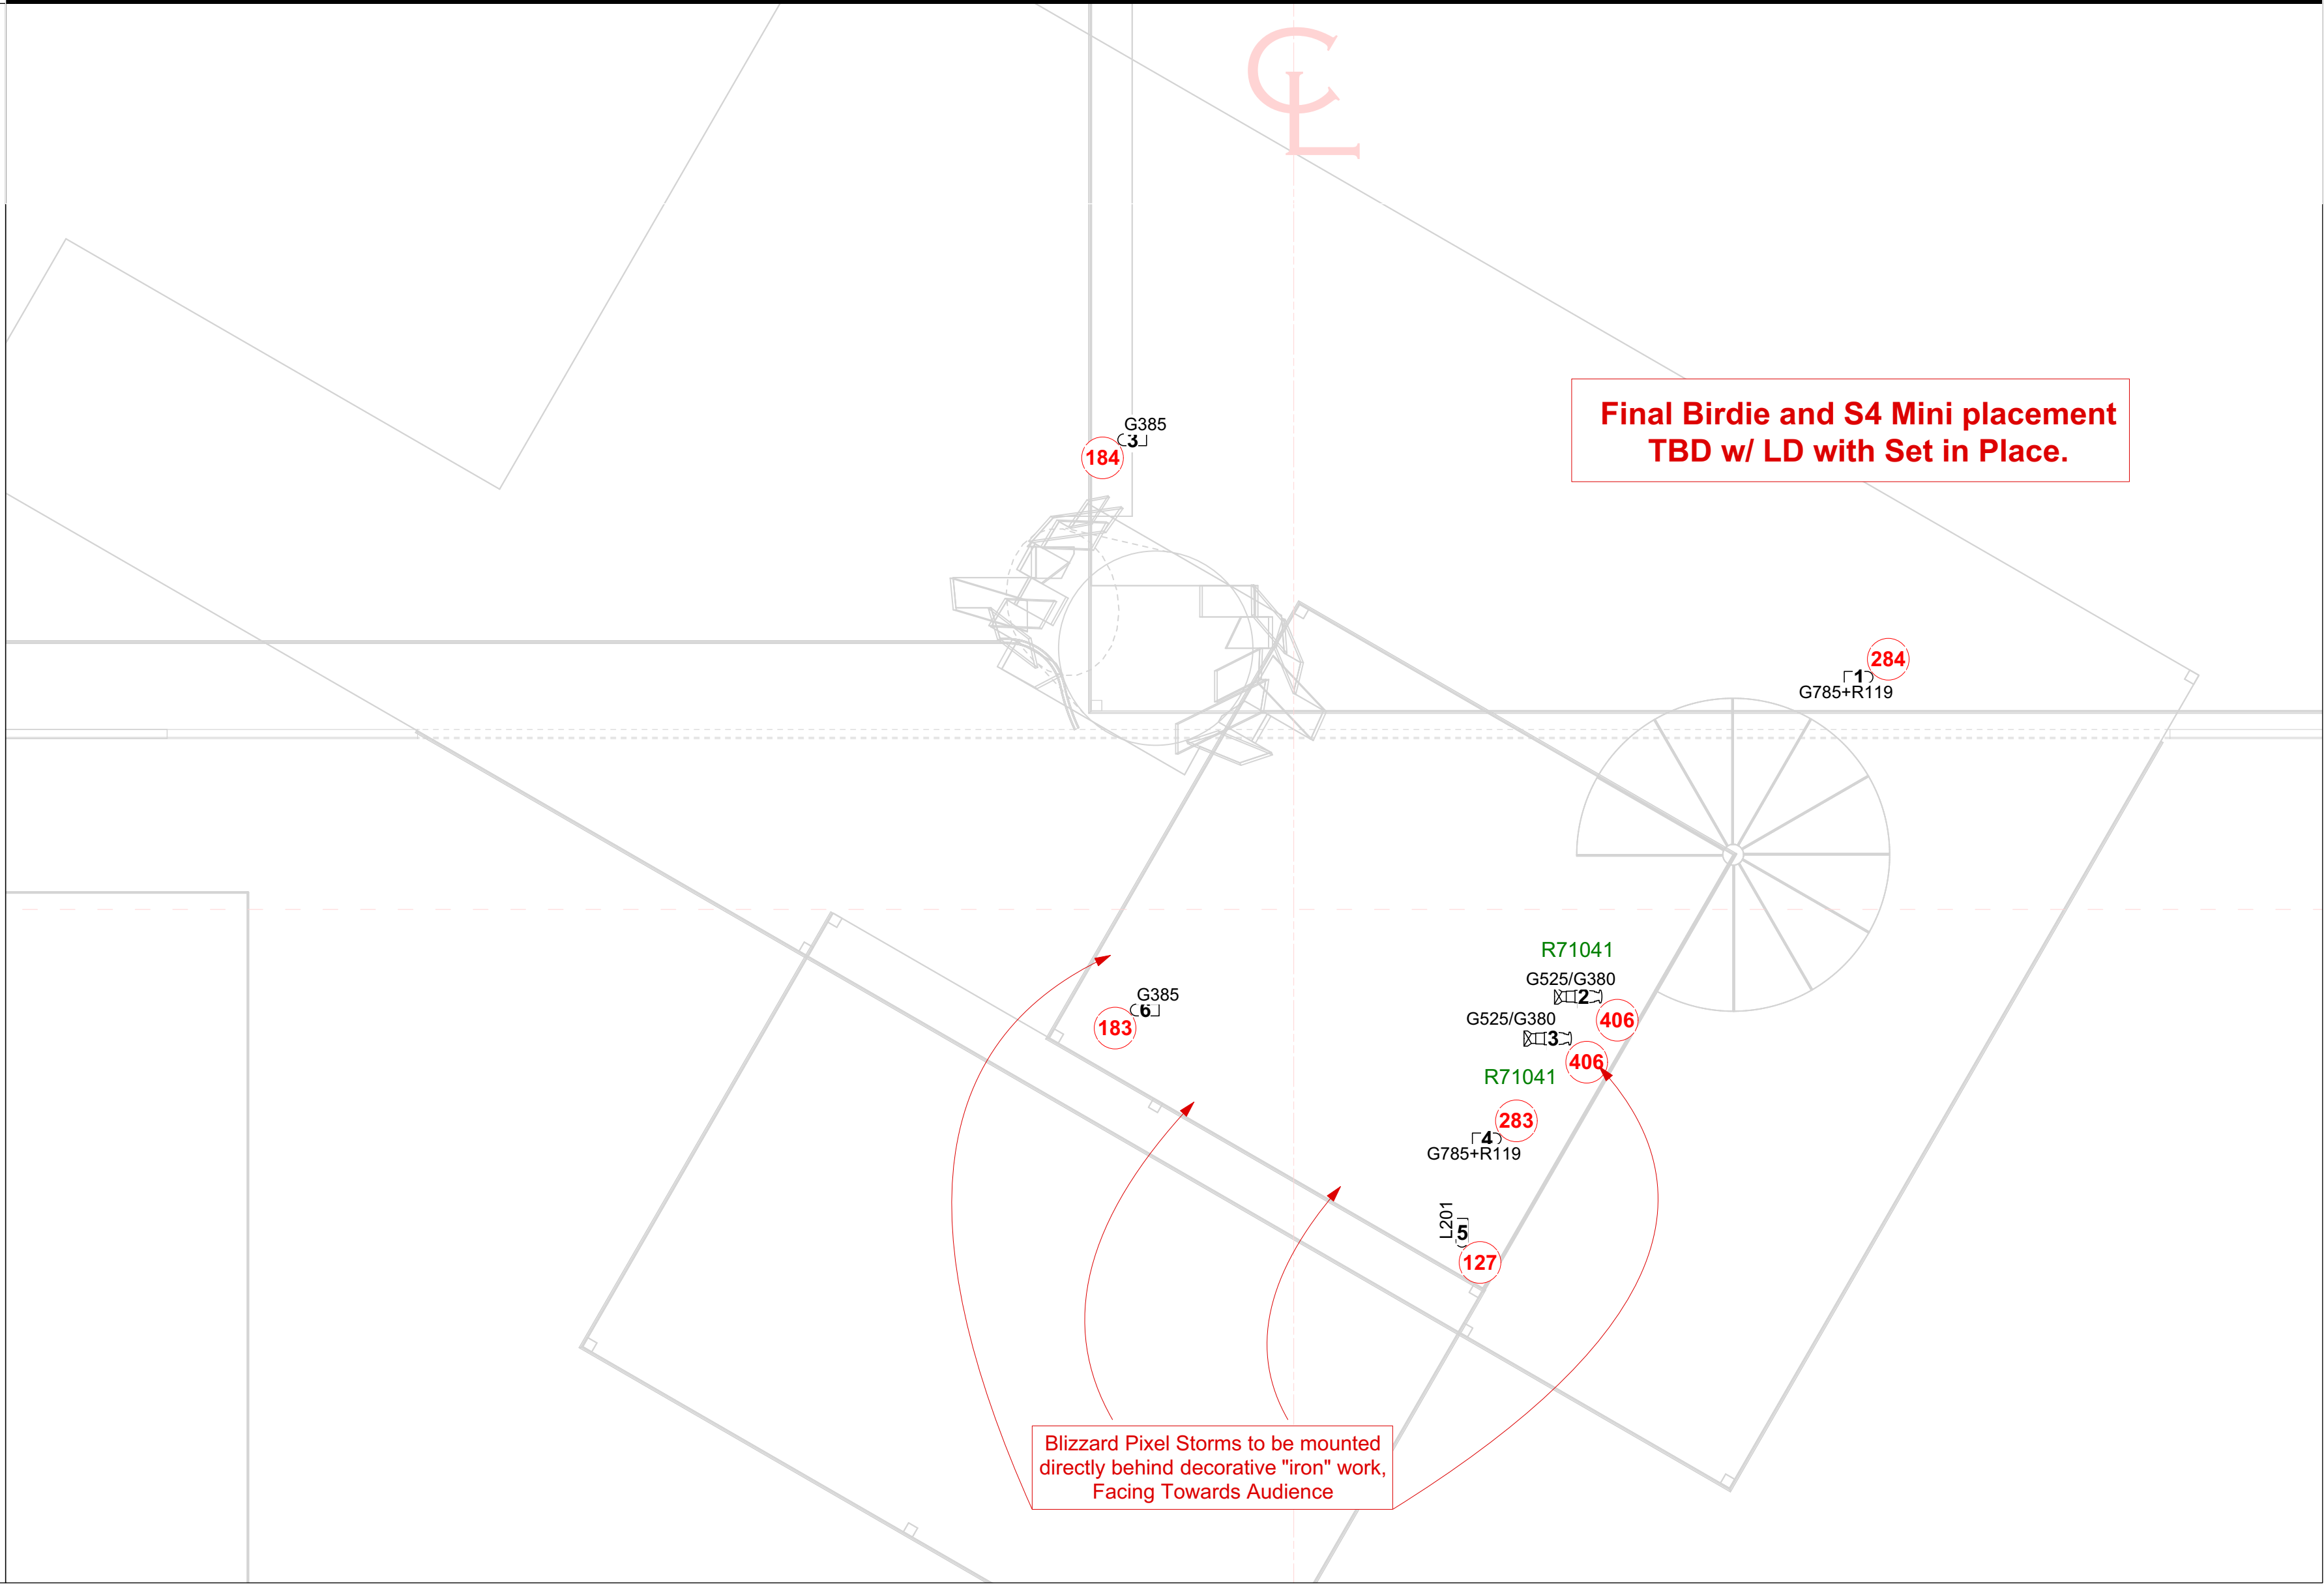 CL
Final Birdie and S4 Mini placement
TBD w/ LD with Set in Place.
G385
3
184
284
1
G785+R119
R71041
G525/G380
2
406
G525/G380
3
406
R71041
G385
6
183
283
4
G785+R119
L201
5
127
Blizzard Pixel Storms to be mounted
directly behind decorative "iron" work,
Facing Towards Audience